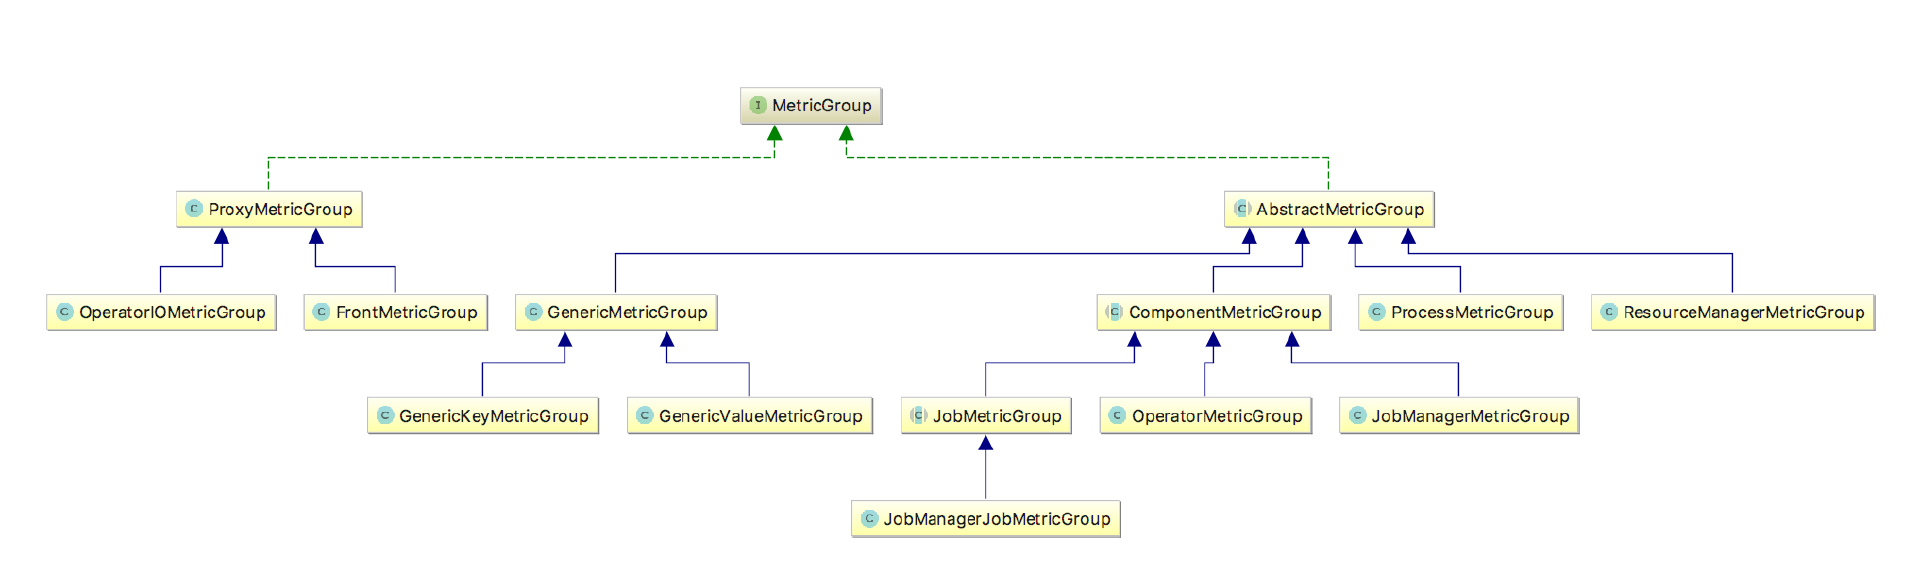 I MetricGroup
C ProxyMetricGroup
C AbstractMetricGroup
C OperatorIOMetricGroup
C FrontMetricGroup
C GenericMetricGroup
C ComponentMetricGroup
C ProcessMetricGroup
C ResourceManagerMetricGroup
C GenericKeyMetricGroup
C GenericValueMetricGroup
C JobMetricGroup
C OperatorMetricGroup
C JobManagerMetricGroup
C JobManagerJobMetricGroup